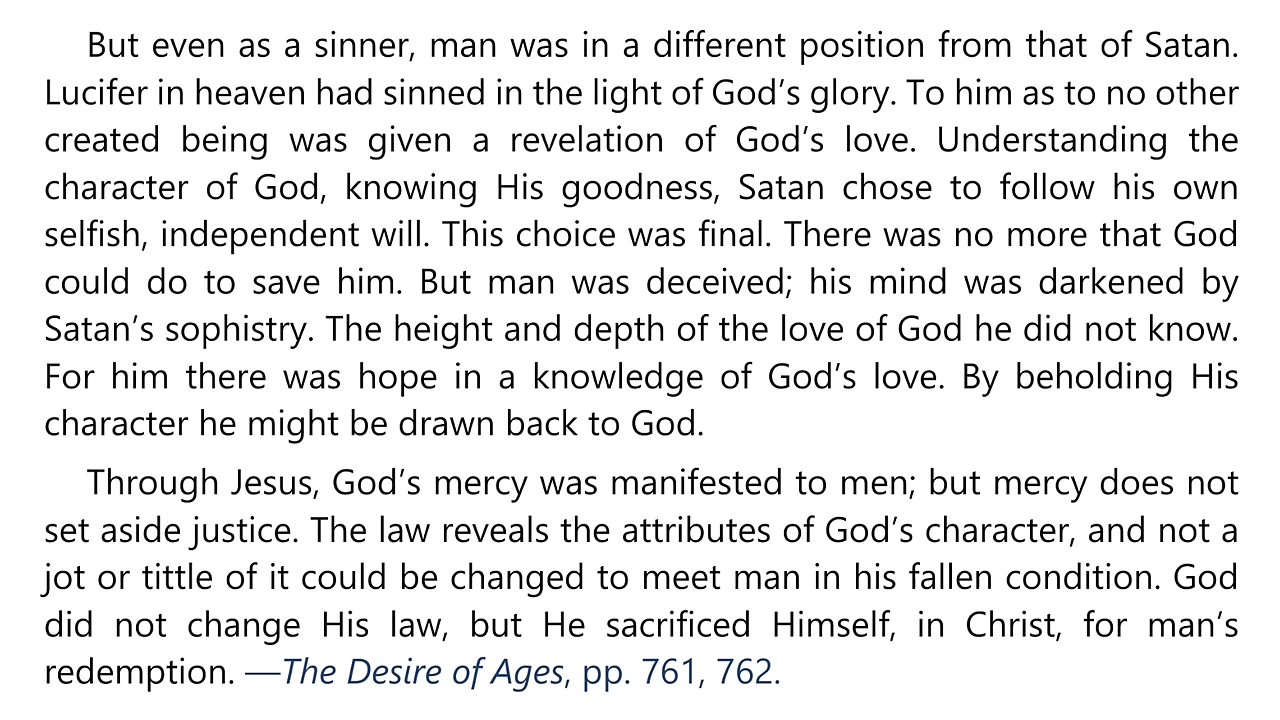 But even as a sinner, man was in a different position from that of Satan.
Lucifer in heaven had sinned in the light of God’s glory. To him as to no other
created being was given a revelation of God’s love. Understanding the
character of God, knowing His goodness, Satan chose to follow his own
selfish, independent will. This choice was final. There was no more that God
could do to save him. But man was deceived; his mind was darkened by
Satan’s sophistry. The height and depth of the love of God he did not know.
For him there was hope in a knowledge of God’s love. By beholding His
character he might be drawn back to God.
Through Jesus, God’s mercy was manifested to men; but mercy does not
set aside justice. The law reveals the attributes of God’s character, and not a
jot or tittle of it could be changed to meet man in his fallen condition. God
did not change His law, but He sacrificed Himself, in Christ, for man’s
redemption. —The Desire of Ages, pp. 761, 762.